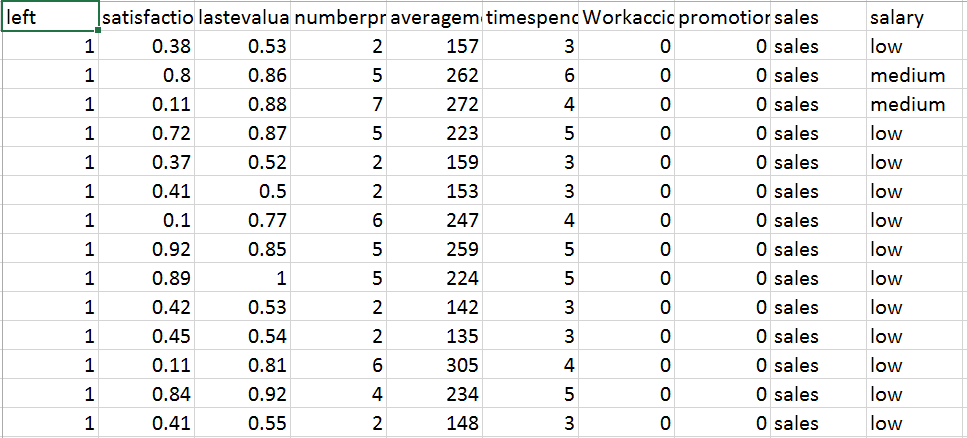 left satisfactio lastevalua numberpr averagem timespend Workaccid promotion sales salary
1 0.38 0.53 2 157 3 0 0 sales low
1 0.8 0.86 5 262 6 0 0 sales medium
1 0.11 0.88 7 272 4 0 0 sales medium
1 0.72 0.87 5 223 5 0 0 sales low
1 0.37 0.52 2 159 3 0 0 sales low
1 0.41 0.5 2 153 3 0 0 sales low
1 0.1 0.77 6 247 4 0 0 sales low
1 0.92 0.85 5 259 5 0 0 sales low
1 0.89 1 5 224 5 0 0 sales low
1 0.42 0.53 2 142 3 0 0 sales low
1 0.45 0.54 2 135 3 0 0 sales low
1 0.11 0.81 6 305 4 0 0 sales low
1 0.84 0.92 4 234 5 0 0 sales low
1 0.41 0.55 2 148 3 0 0 sales low